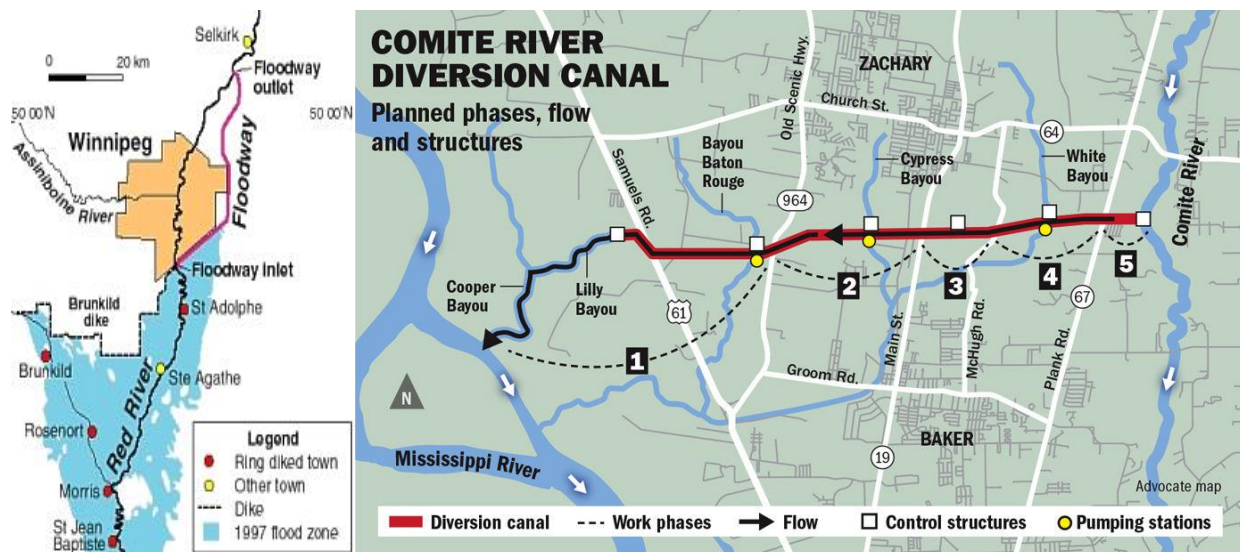 Selkirk
0 20 km
Floodway
outlet
50 00'N
50 00'N
Winnipeg
Assiniboine
River
Floodway
Floodway Inlet
Brunkild
dike
St Adolphe
Brunkild
Ste Agathe
Red River
Rosenort
Morris
St Jean
Baptiste
Legend
Ring diked town
Other town
Dike
1997 flood zone
COMITE RIVER
DIVERSION CANAL
Planned phases, flow
and structures
Old Scenic Hwy.
ZACHARY
Church St.
64
Samuels Rd.
Bayou
Baton
Rouge
Cypress
Bayou
White
Bayou
Comite River
964
Cooper
Bayou
Lilly
Bayou
61
1
2
3
4
5
67
Main St.
McHugh Rd.
Plank Rd.
Groom Rd.
N
BAKER
19
Mississippi River
Advocate map
Diversion canal
Work phases
Flow
Control structures
Pumping stations